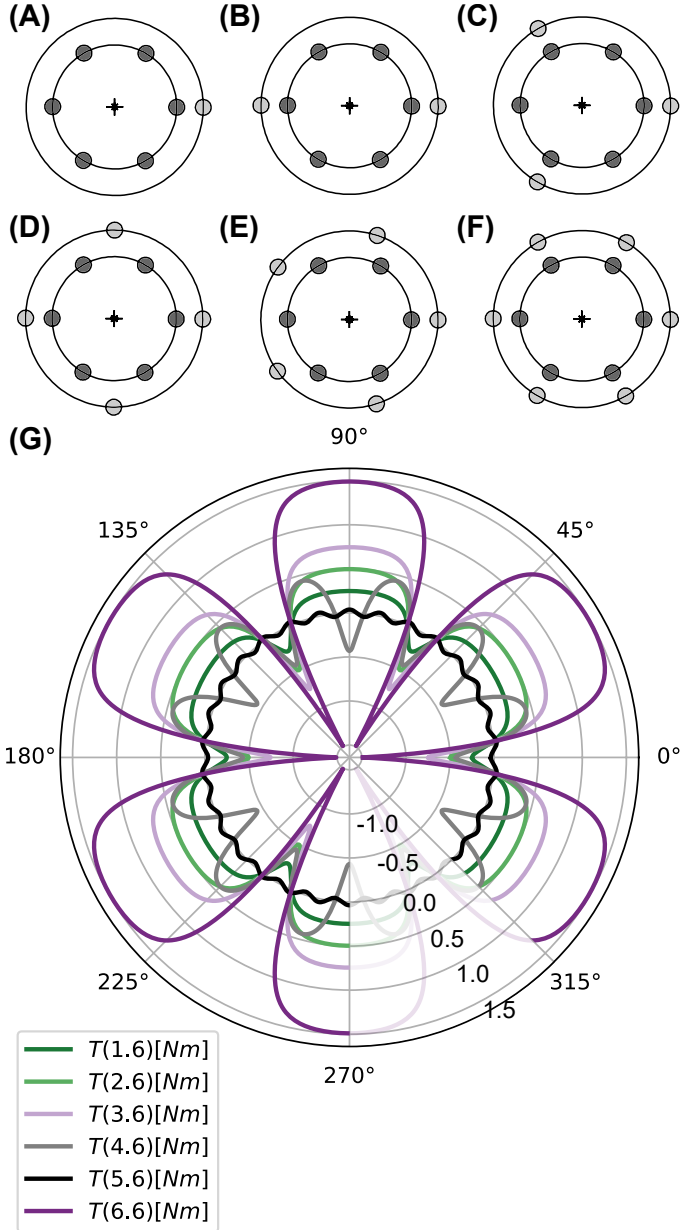 (A) (B) (C)
(D) (E) (F)
(G)
90°
135° 45°
180° 0°
-1.0
-0.5
0.0
0.5
1.0
1.5
225° 315°
270°
T(1.6)[Nm]
T(2.6)[Nm]
T(3.6)[Nm]
T(4.6)[Nm]
T(5.6)[Nm]
T(6.6)[Nm]